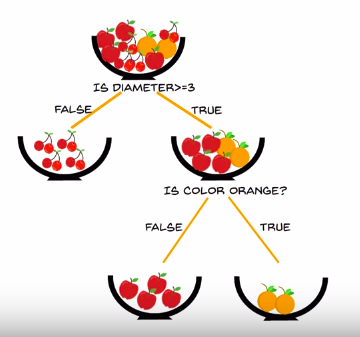 IS DIAMETER>=3
FALSE
TRUE
IS COLOR ORANGE?
FALSE
TRUE